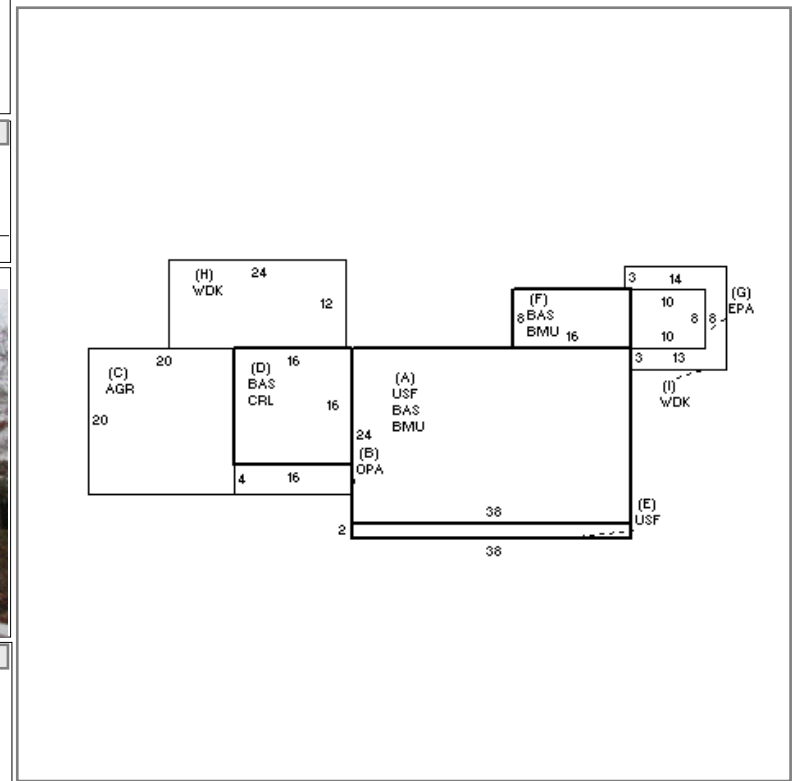 (H) 24
WDK
12
3 14
10
(G)
EPA
(F)
8 BAS
BMU 16
8 8
10
3 13
(I)
WDK
20
(C)
AGR
20
16
(D)
BAS
CRL
16
(A)
USF
BAS
BMU
24
(B)
OPA
4 16
38
(E)
USF
2
38